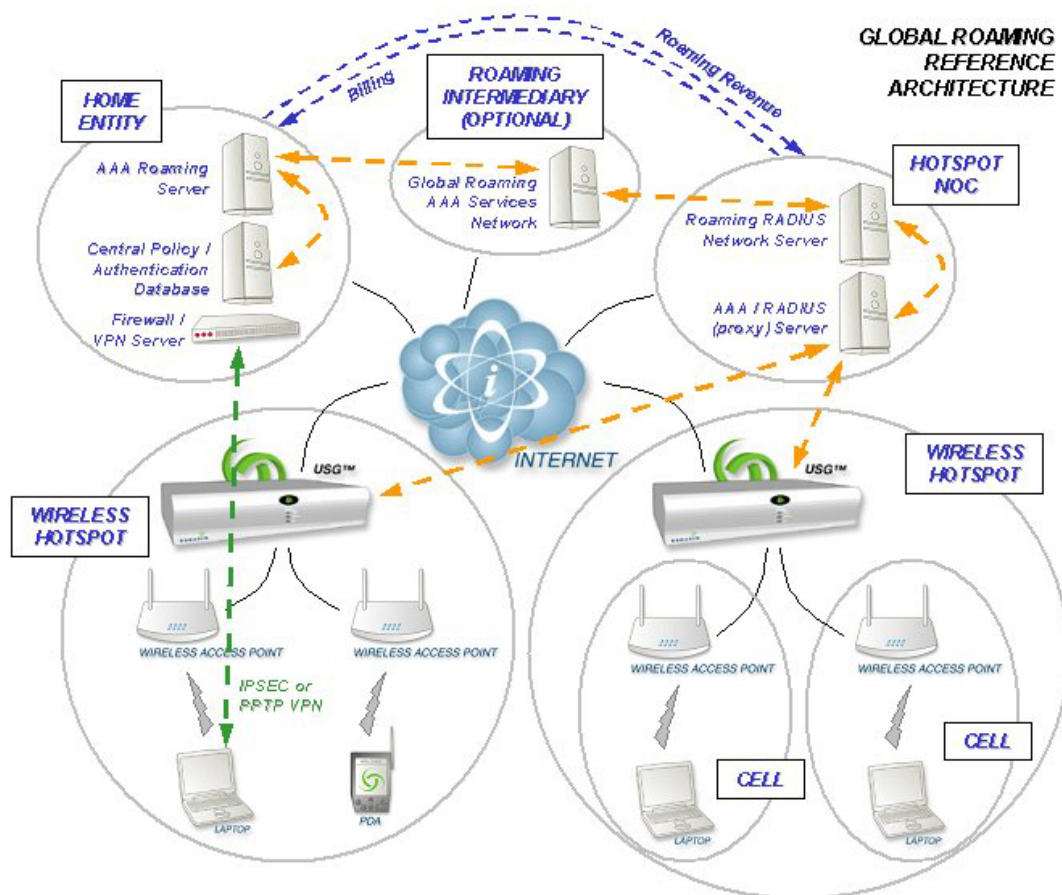 GLOBAL ROAMING
REFERENCE
ARCHITECTURE
Billing
Roaming Revenue
HOME
ENTITY
ROAMING
INTERMEDIARY
(OPTIONAL)
HOTSPOT
NOC
AAA Roaming
Server
Global Roaming
AAA Services
Network
Roaming RADIUS
Network Server
Central Policy /
Authentication
Database
Firewall /
VPN Server
AAA / RADIUS
(proxy) Server
i
INTERNET
USG™
USG™
WIRELESS
HOTSPOT
WIRELESS
HOTSPOT
WIRELESS ACCESS POINT
WIRELESS ACCESS POINT
WIRELESS ACCESS POINT
WIRELESS ACCESS POINT
IPSEC or
PPTP VPN
CELL
CELL
LAPTOP
PDA
LAPTOP
LAPTOP